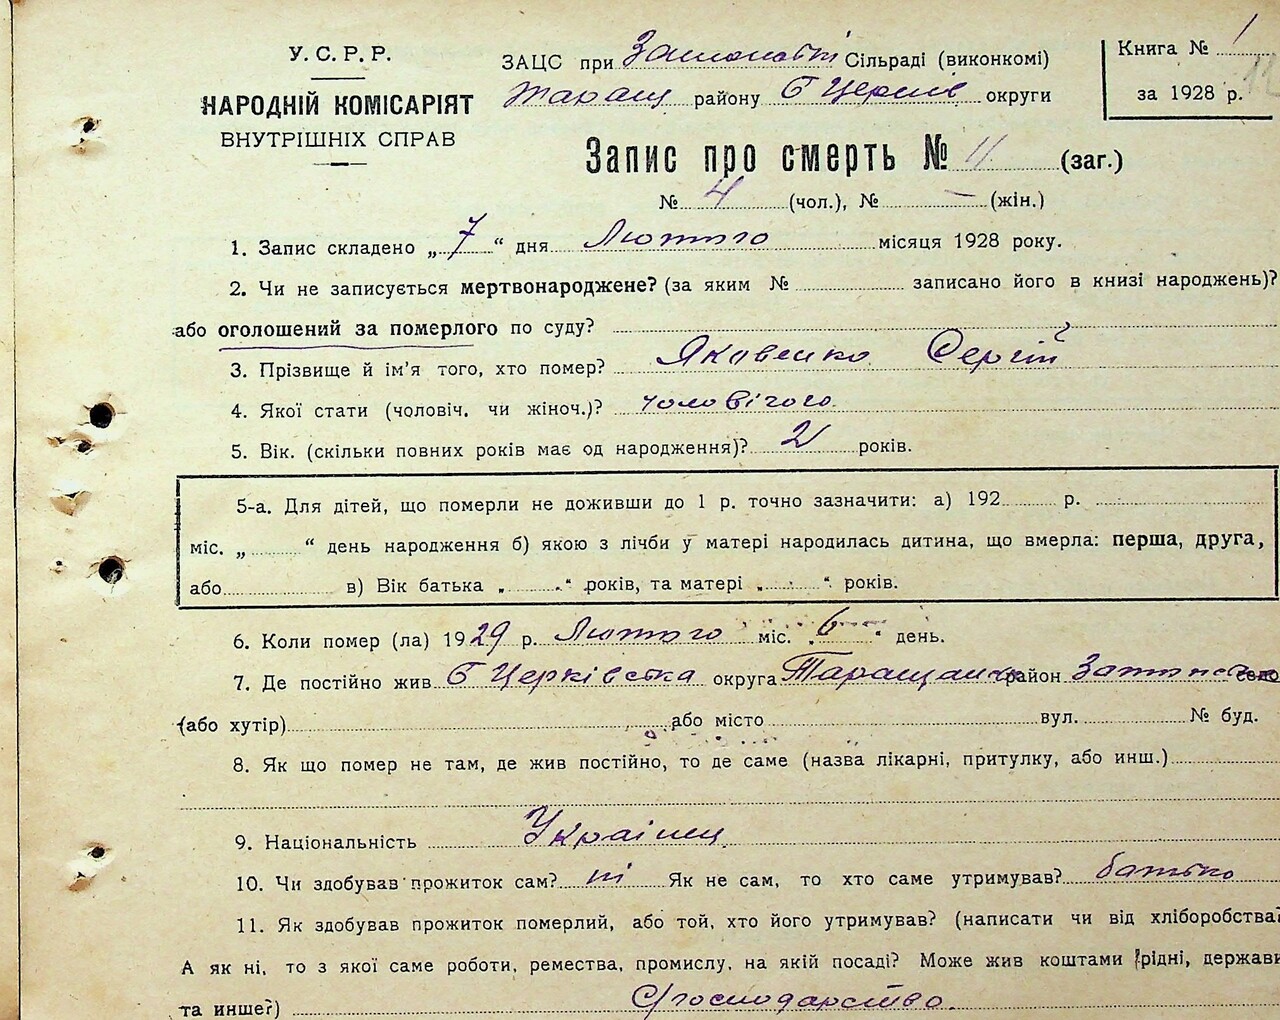 У.С.Р.Р.
НАРОДНІЙ КОМІСАРІЯТ
ВНУТРІШНІХ СПРАВ
ЗАЦС при Сільраді (виконкомі)
Таращ району Б Церків округи
Книга № 1
за 1928 р. 12
Запис про смерть № 11 (заг.)
№ 4 (чол.), № — (жін.)
1. Запис складено „ 7 “ дня Лютого місяця 1928 року.
2. Чи не записується мертвонароджене? (за яким № записано його в книзі народжень)?
або оголошений за померлого по суду?
3. Прізвище й ім'я того, хто помер? Яковенко Сергій
4. Якої стати (чоловіч. чи жіноч.)? чоловічого
5. Вік. (скільки повних років має од народження)? 2 років.
5-а. Для дітей, що померли не доживши до 1 р. точно зазначити: а) 192 р.
міс. „ “ день народження б) якою з лічби у матері народилась дитина, що вмерла: перша, друга,
або в) Вік батька „ “ років, та матері „ “ років.
6. Коли помер (ла) 1929 р. Лютого міс. „ 6 “ день.
7. Де постійно жив Б Церківська округа Таращанск район село
(або хутір) або місто вул. № буд.
8. Як що помер не там, де жив постійно, то де саме (назва лікарні, притулку, або инш.)
9. Національність Українец
10. Чи здобував прожиток сам? ні Як не сам, то хто саме утримував? батько
11. Як здобував прожиток померлий, або той, хто його утримував? (написати чи від хліборобства?
А як ні, то з якої саме роботи, ремества, промислу, на якій посаді? Може жив коштами рідні, держави
та инше?) С/господарство